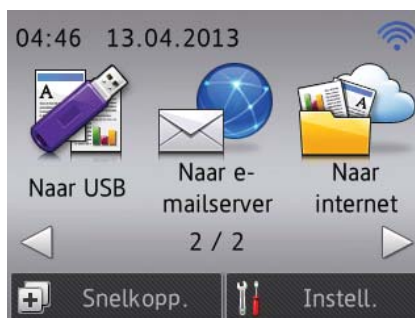 04:46 13.04.2013
Naar USB
Naar e-
mailserver
Naar
internet
2 / 2
Snelkopp.
Instell.